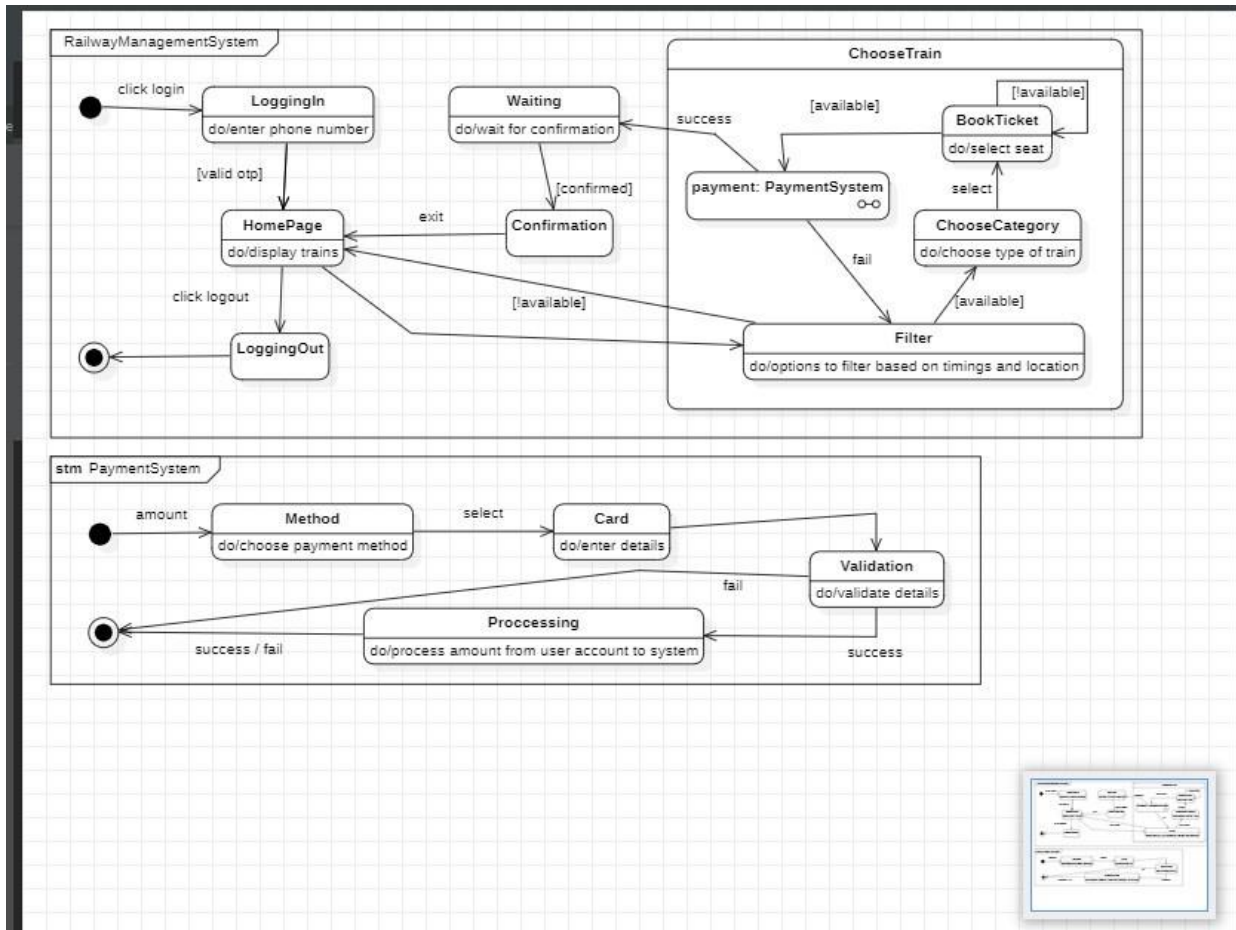 RailwayManagementSystem
ChooseTrain
click login
LoggingIn
do/enter phone number
Waiting
do/wait for confirmation
success
[available]
[!available]
BookTicket
do/select seat
[valid otp]
[confirmed]
payment: PaymentSystem
select
HomePage
do/display trains
exit
Confirmation
ChooseCategory
do/choose type of train
fail
click logout
[!available]
[available]
LoggingOut
Filter
do/options to filter based on timings and location
stm PaymentSystem
amount
Method
do/choose payment method
select
Card
do/enter details
Validation
do/validate details
fail
Proccessing
do/process amount from user account to system
success / fail
success